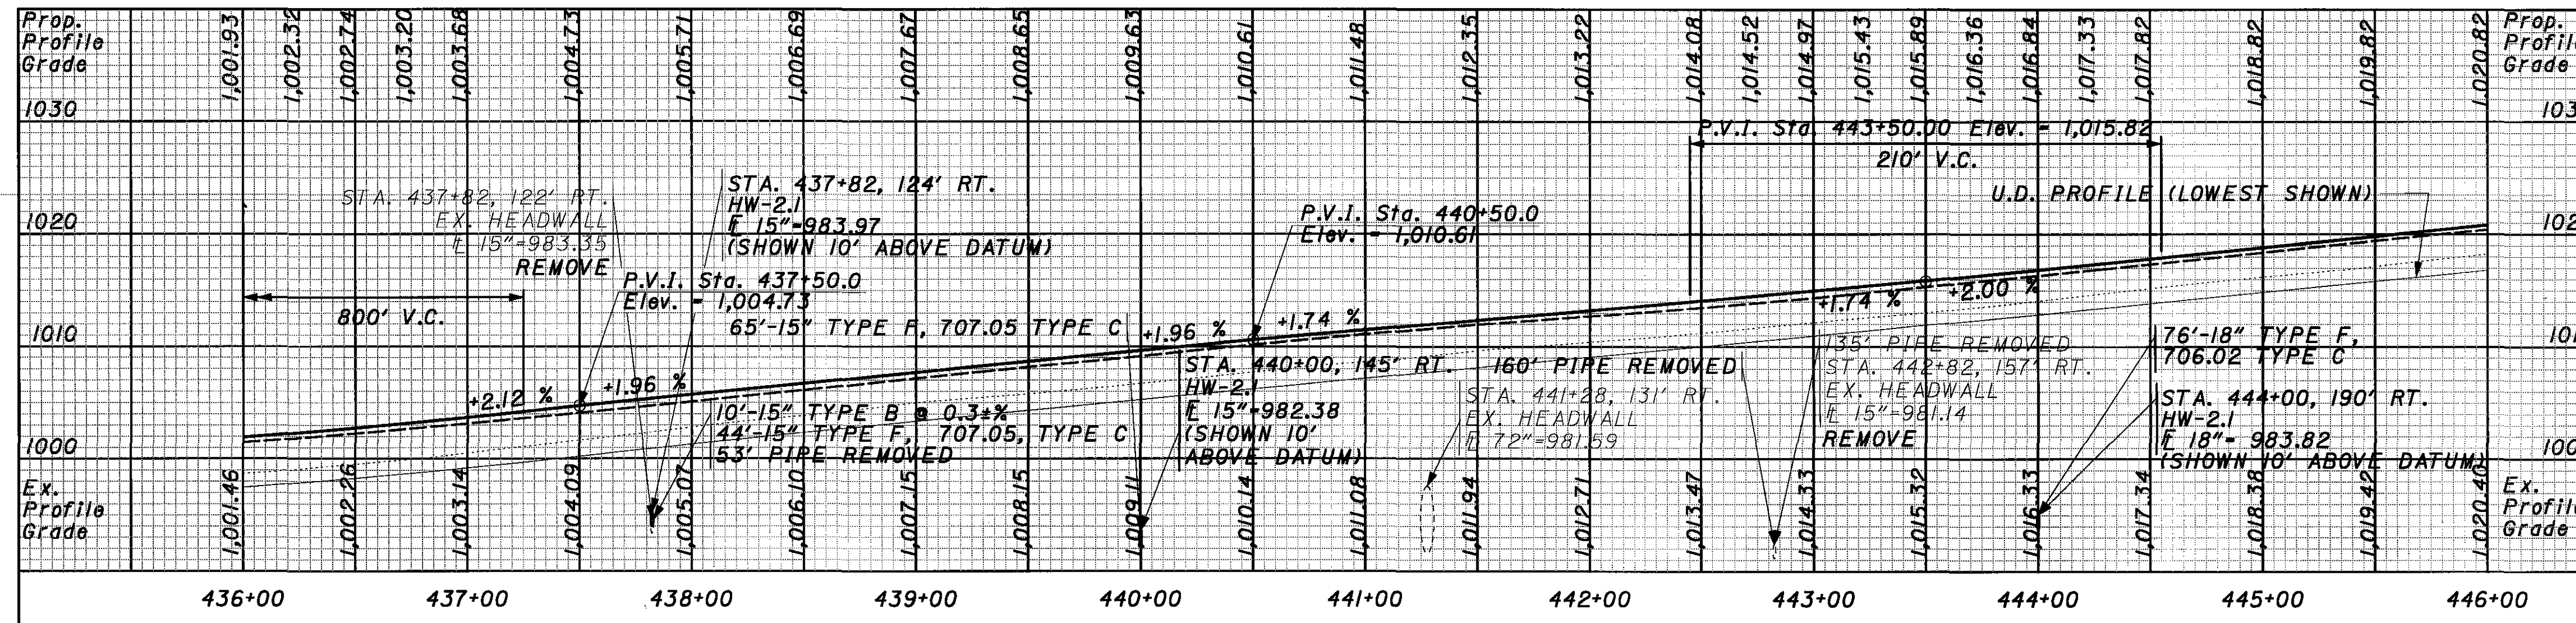 Prop.
Profile
Grade
1,001.93
1,002.32
1,002.74
1,003.20
1,003.68
1,004.73
1,005.71
1,006.69
1,007.67
1,008.65
1,009.63
1,010.61
1,011.48
1,012.35
1,013.22
1,014.08
1,014.52
1,014.97
1,015.43
1,015.89
1,016.36
1,016.84
1,017.33
1,017.82
1,018.82
1,019.82
1,020.82
Prop.
Profile
Grade
1030
1020
1010
1000
P.V.I. Sta. 443+50.00 Elev. = 1,015.82
210' V.C.
U.D. PROFILE (LOWEST SHOWN)
STA. 437+82, 122' RT.
EX. HEADWALL
℄ 15"=983.35
REMOVE
STA. 437+82, 124' RT.
HW-2.1
℄ 15"=983.97
(SHOWN 10' ABOVE DATUM)
P.V.I. Sta. 440+50.0
Elev. = 1,010.61
P.V.I. Sta. 437+50.0
Elev. = 1,004.73
800' V.C.
65'-15" TYPE F, 707.05 TYPE C
+2.12 %
+1.96 %
+1.96 %
+1.74 %
+1.74 %
+2.00 %
10'-15" TYPE B @ 0.3±%
44'-15" TYPE F, 707.05, TYPE C
53' PIPE REMOVED
STA. 440+00, 145' RT.
HW-2.1
℄ 15"=982.38
(SHOWN 10'
ABOVE DATUM)
160' PIPE REMOVED
STA. 441+28, 131' RT.
EX. HEADWALL
℄ 72"=981.59
135' PIPE REMOVED
STA. 442+82, 157' RT.
EX. HEADWALL
℄ 15"=981.14
REMOVE
76'-18" TYPE F,
706.02 TYPE C
STA. 444+00, 190' RT.
HW-2.1
℄ 18"= 983.82
(SHOWN 10' ABOVE DATUM)
Ex.
Profile
Grade
1,001.46
1,002.26
1,003.14
1,004.09
1,005.07
1,006.10
1,007.15
1,008.15
1,009.11
1,010.14
1,011.08
1,011.94
1,012.71
1,013.47
1,014.33
1,015.32
1,016.33
1,017.34
1,018.38
1,019.42
1,020.40
Ex.
Profile
Grade
436+00
437+00
438+00
439+00
440+00
441+00
442+00
443+00
444+00
445+00
446+00